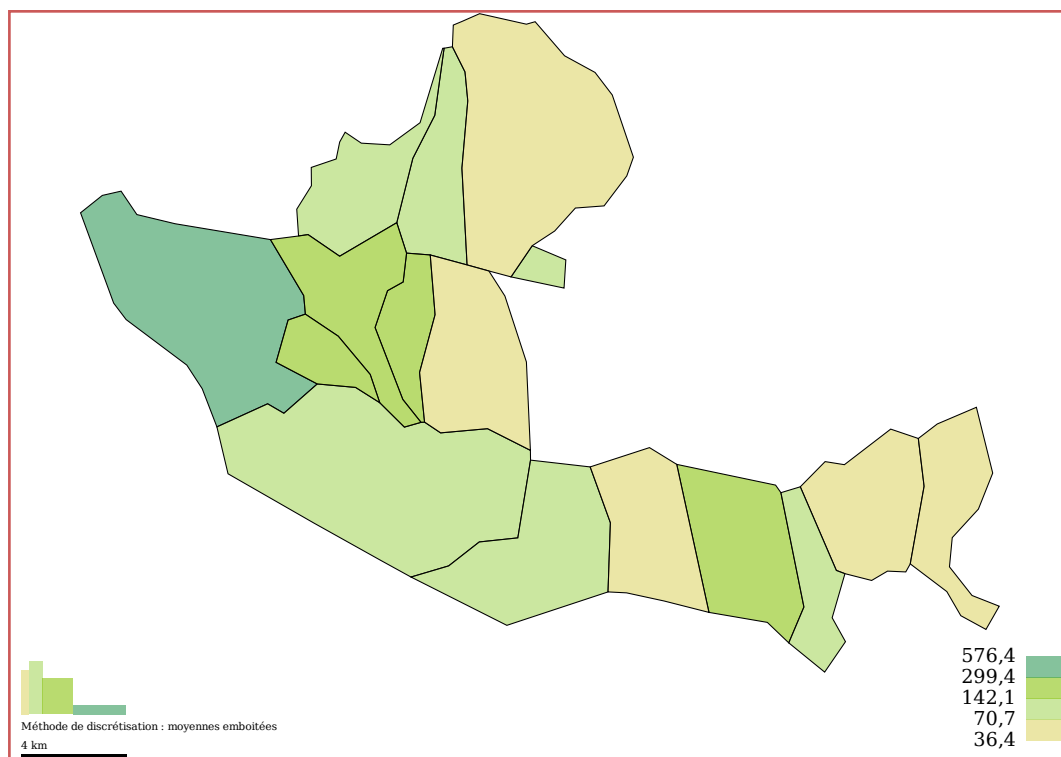 576,4
299,4
142,1
70,7
36,4
Méthode de discrétisation : moyennes emboitées
4 km